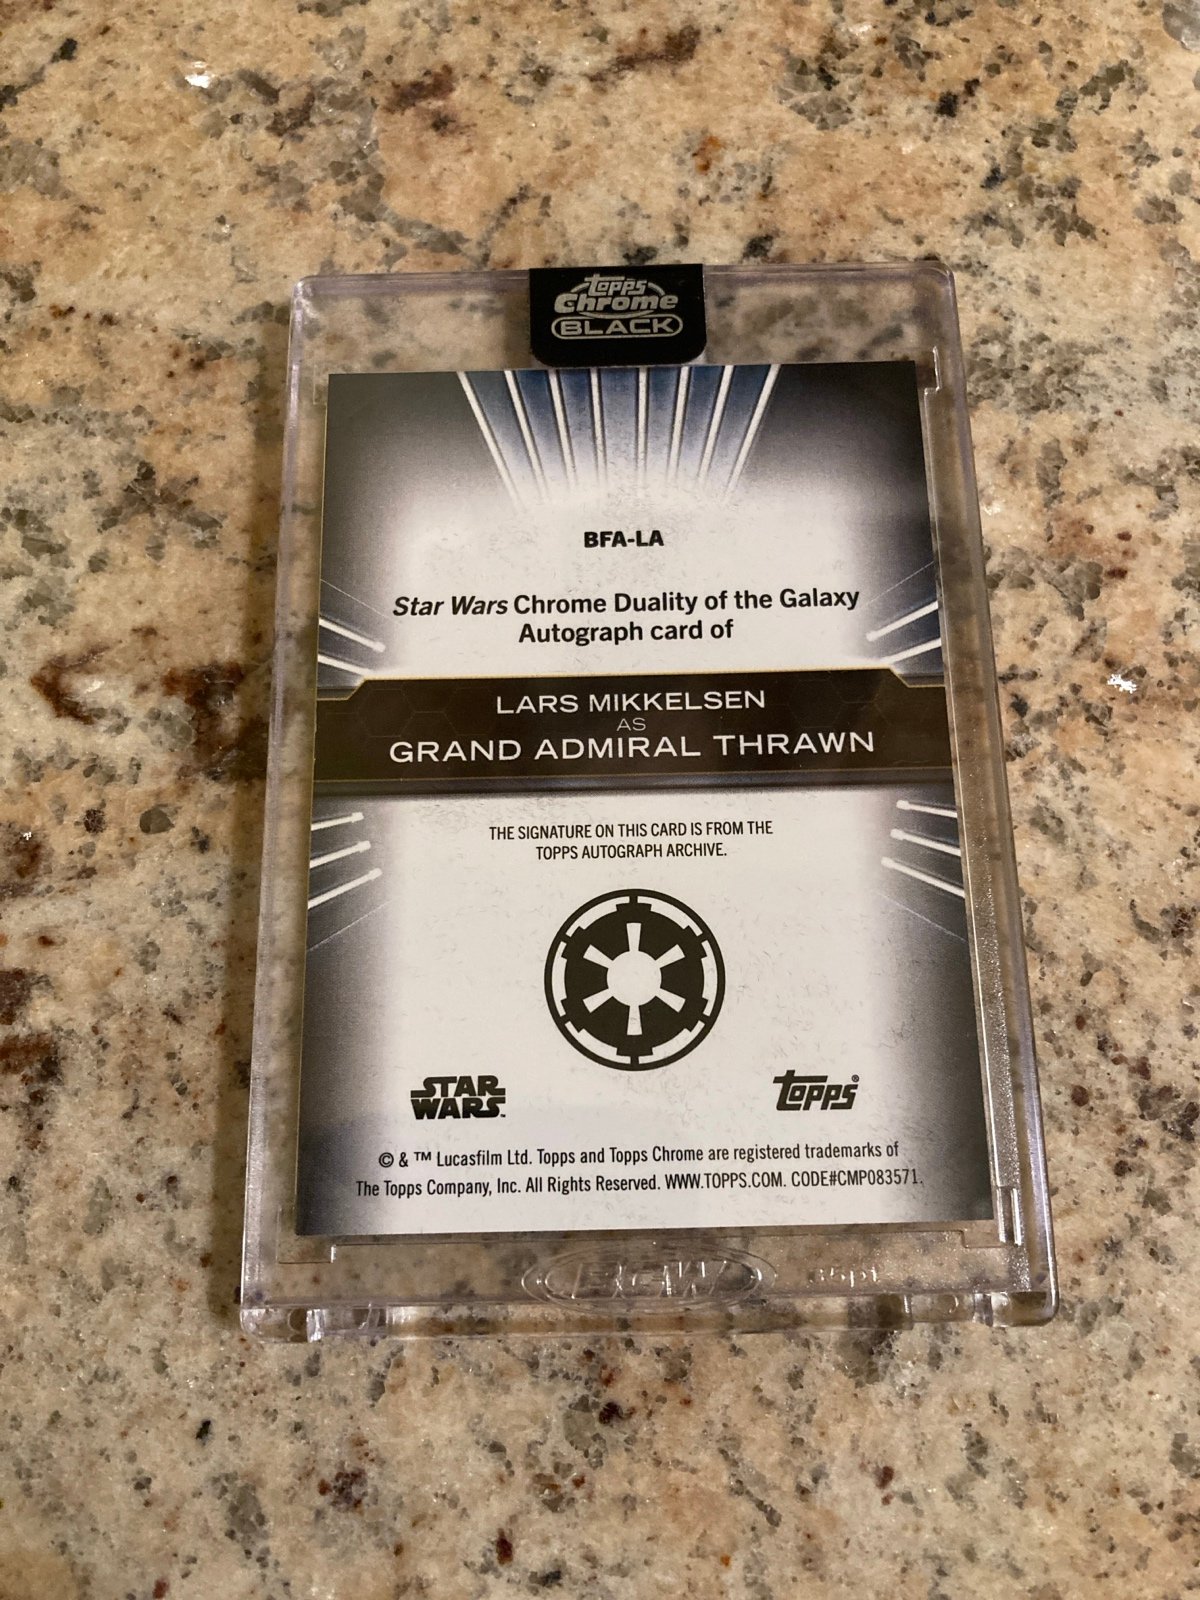 Topps
Chrome
BLACK
BFA-LA
Star Wars Chrome Duality of the Galaxy
Autograph card of
LARS MIKKELSEN
AS
GRAND ADMIRAL THRAWN
THE SIGNATURE ON THIS CARD IS FROM THE
TOPPS AUTOGRAPH ARCHIVE.
STAR
WARS™
Topps®
© & ™ Lucasfilm Ltd. Topps and Topps Chrome are registered trademarks of
The Topps Company, Inc. All Rights Reserved. WWW.TOPPS.COM. CODE#CMP083571.
BCW 35pt